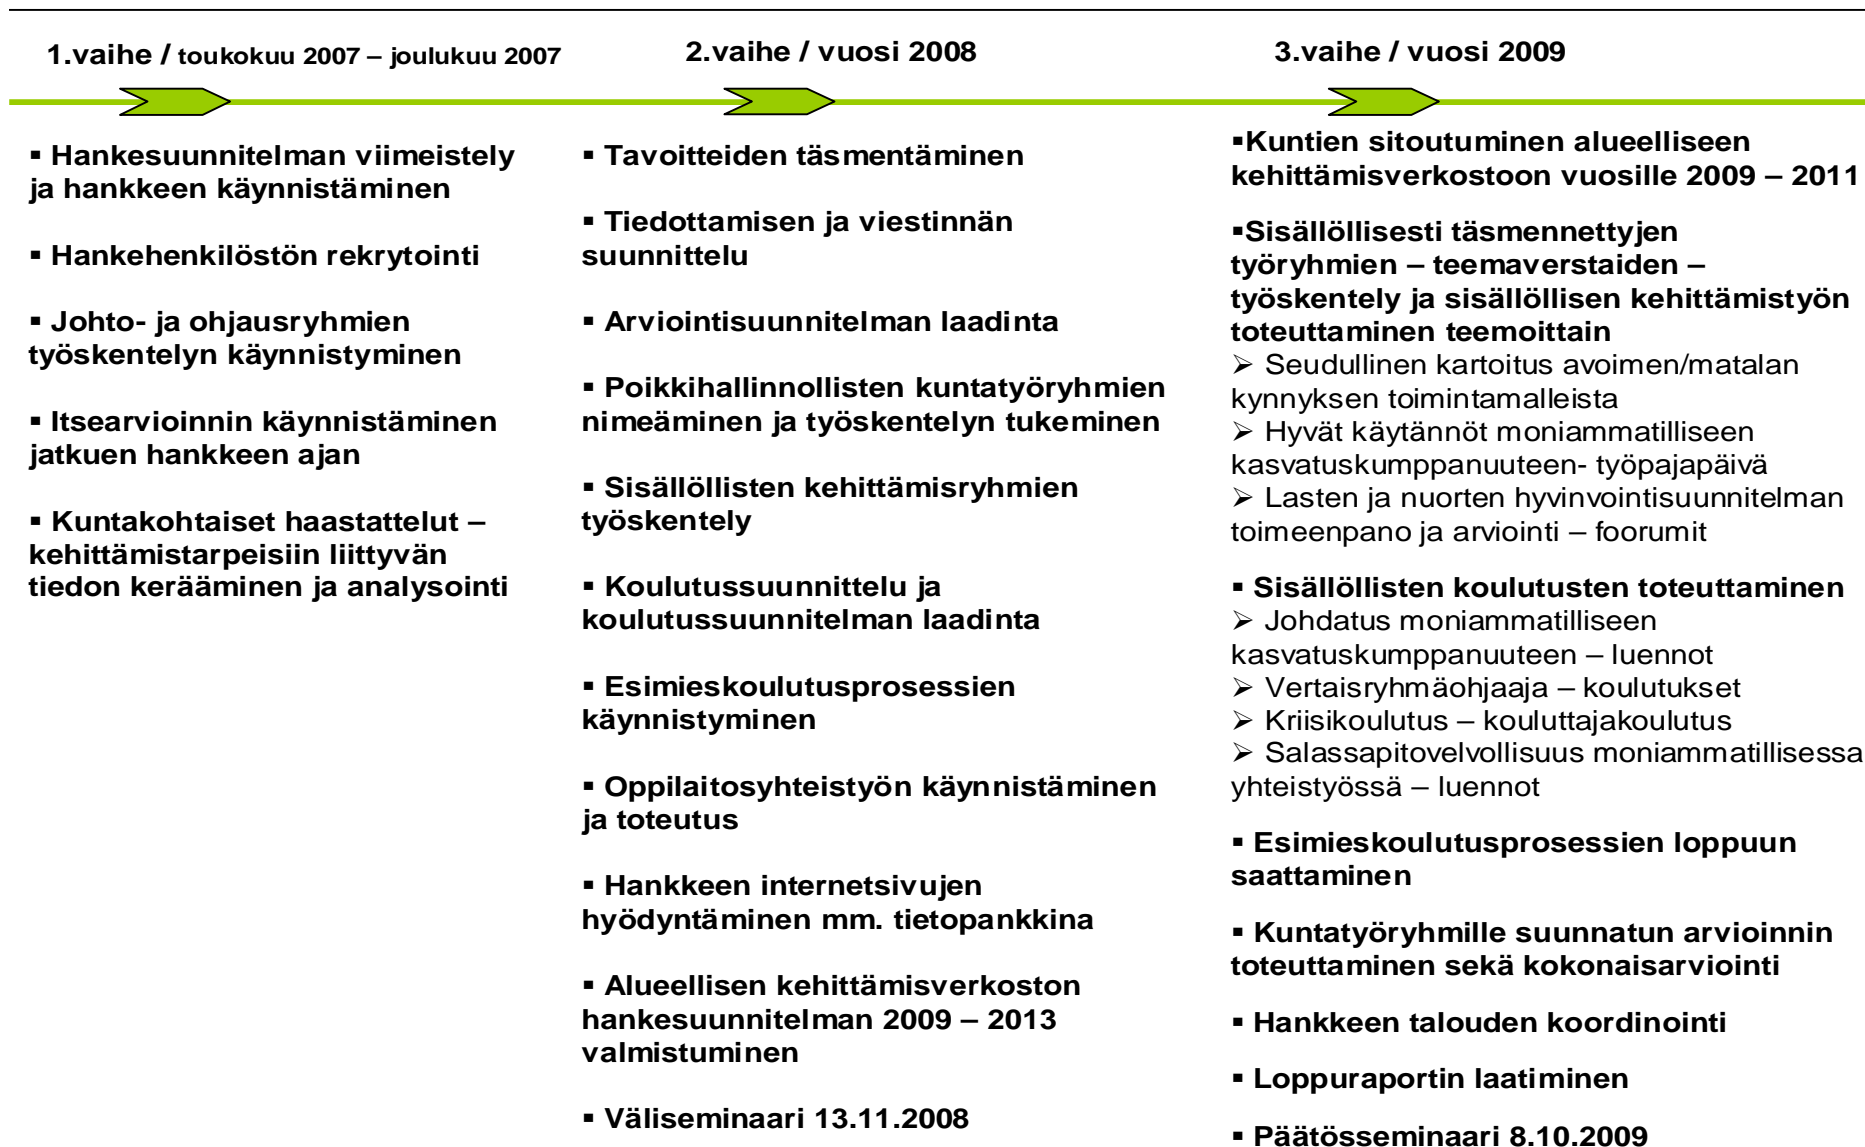 1.vaihe / toukokuu 2007 – joulukuu 2007
▪ Hankesuunnitelman viimeistely
ja hankkeen käynnistäminen
▪ Hankehenkilöstön rekrytointi
▪ Johto- ja ohjausryhmien
työskentelyn käynnistyminen
▪ Itsearvioinnin käynnistäminen
jatkuen hankkeen ajan
▪ Kuntakohtaiset haastattelut –
kehittämistarpeisiin liittyvän
tiedon kerääminen ja analysointi
2.vaihe / vuosi 2008
▪ Tavoitteiden täsmentäminen
▪ Tiedottamisen ja viestinnän
suunnittelu
▪ Arviointisuunnitelman laadinta
▪ Poikkihallinnollisten kuntatyöryhmien
nimeäminen ja työskentelyn tukeminen
▪ Sisällöllisten kehittämisryhmien
työskentely
▪ Koulutussuunnittelu ja
koulutussuunnitelman laadinta
▪ Esimieskoulutusprosessien
käynnistyminen
▪ Oppilaitosyhteistyön käynnistäminen
ja toteutus
▪ Hankkeen internetsivujen
hyödyntäminen mm. tietopankkina
▪ Alueellisen kehittämisverkoston
hankesuunnitelman 2009 – 2013
valmistuminen
▪ Väliseminaari 13.11.2008
3.vaihe / vuosi 2009
▪Kuntien sitoutuminen alueelliseen
kehittämisverkostoon vuosille 2009 – 2011
▪Sisällöllisesti täsmennettyjen
työryhmien – teemaverstaiden –
työskentely ja sisällöllisen kehittämistyön
toteuttaminen teemoittain
➢ Seudullinen kartoitus avoimen/matalan
kynnyksen toimintamalleista
➢ Hyvät käytännöt moniammatilliseen
kasvatuskumppanuuteen- työpajapäivä
➢ Lasten ja nuorten hyvinvointisuunnitelman
toimeenpano ja arviointi – foorumit
▪ Sisällöllisten koulutusten toteuttaminen
➢ Johdatus moniammatilliseen
kasvatuskumppanuuteen – luennot
➢ Vertaisryhmäohjaaja – koulutukset
➢ Kriisikoulutus – kouluttajakoulutus
➢ Salassapitovelvollisuus moniammatillisessa
yhteistyössä – luennot
▪ Esimieskoulutusprosessien loppuun
saattaminen
▪ Kuntatyöryhmille suunnatun arvioinnin
toteuttaminen sekä kokonaisarviointi
▪ Hankkeen talouden koordinointi
▪ Loppuraportin laatiminen
▪ Päätösseminaari 8.10.2009